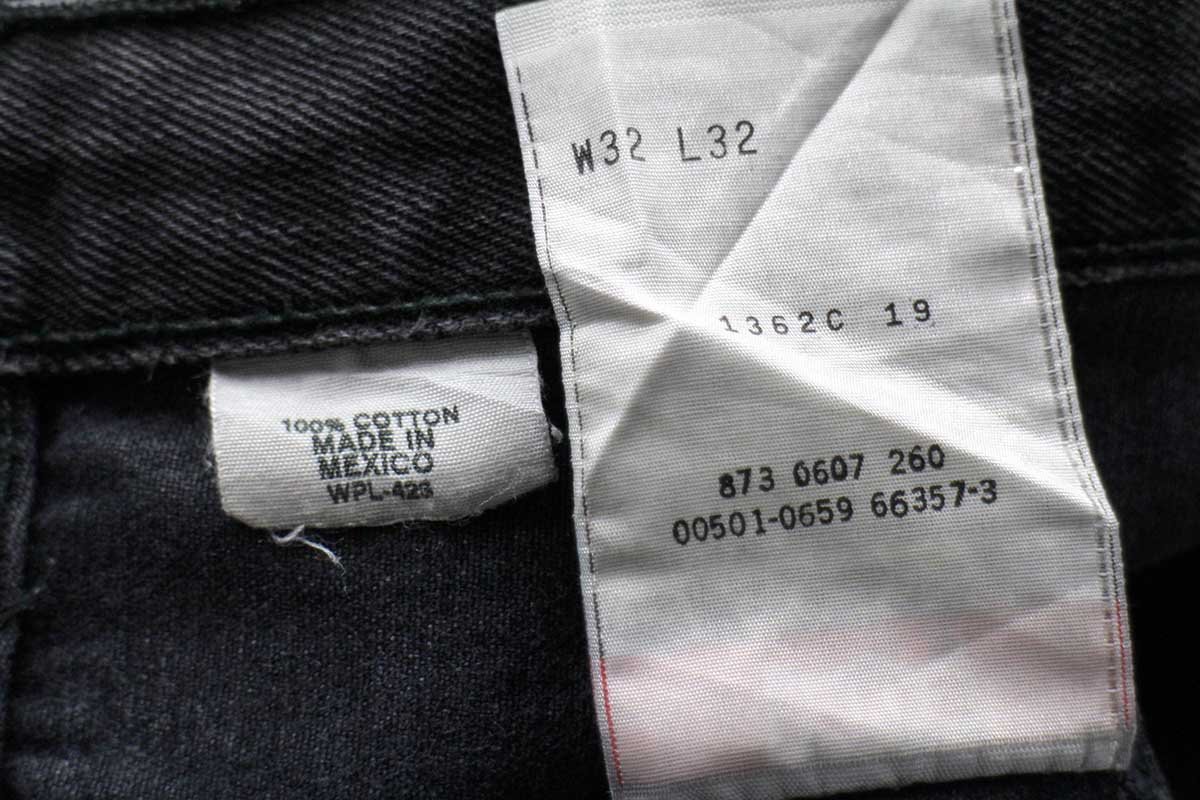 W32 L32
1362C 19
100% COTTON
MADE IN
MEXICO
WPL-423
873 0607 260
00501-0659 66357-3